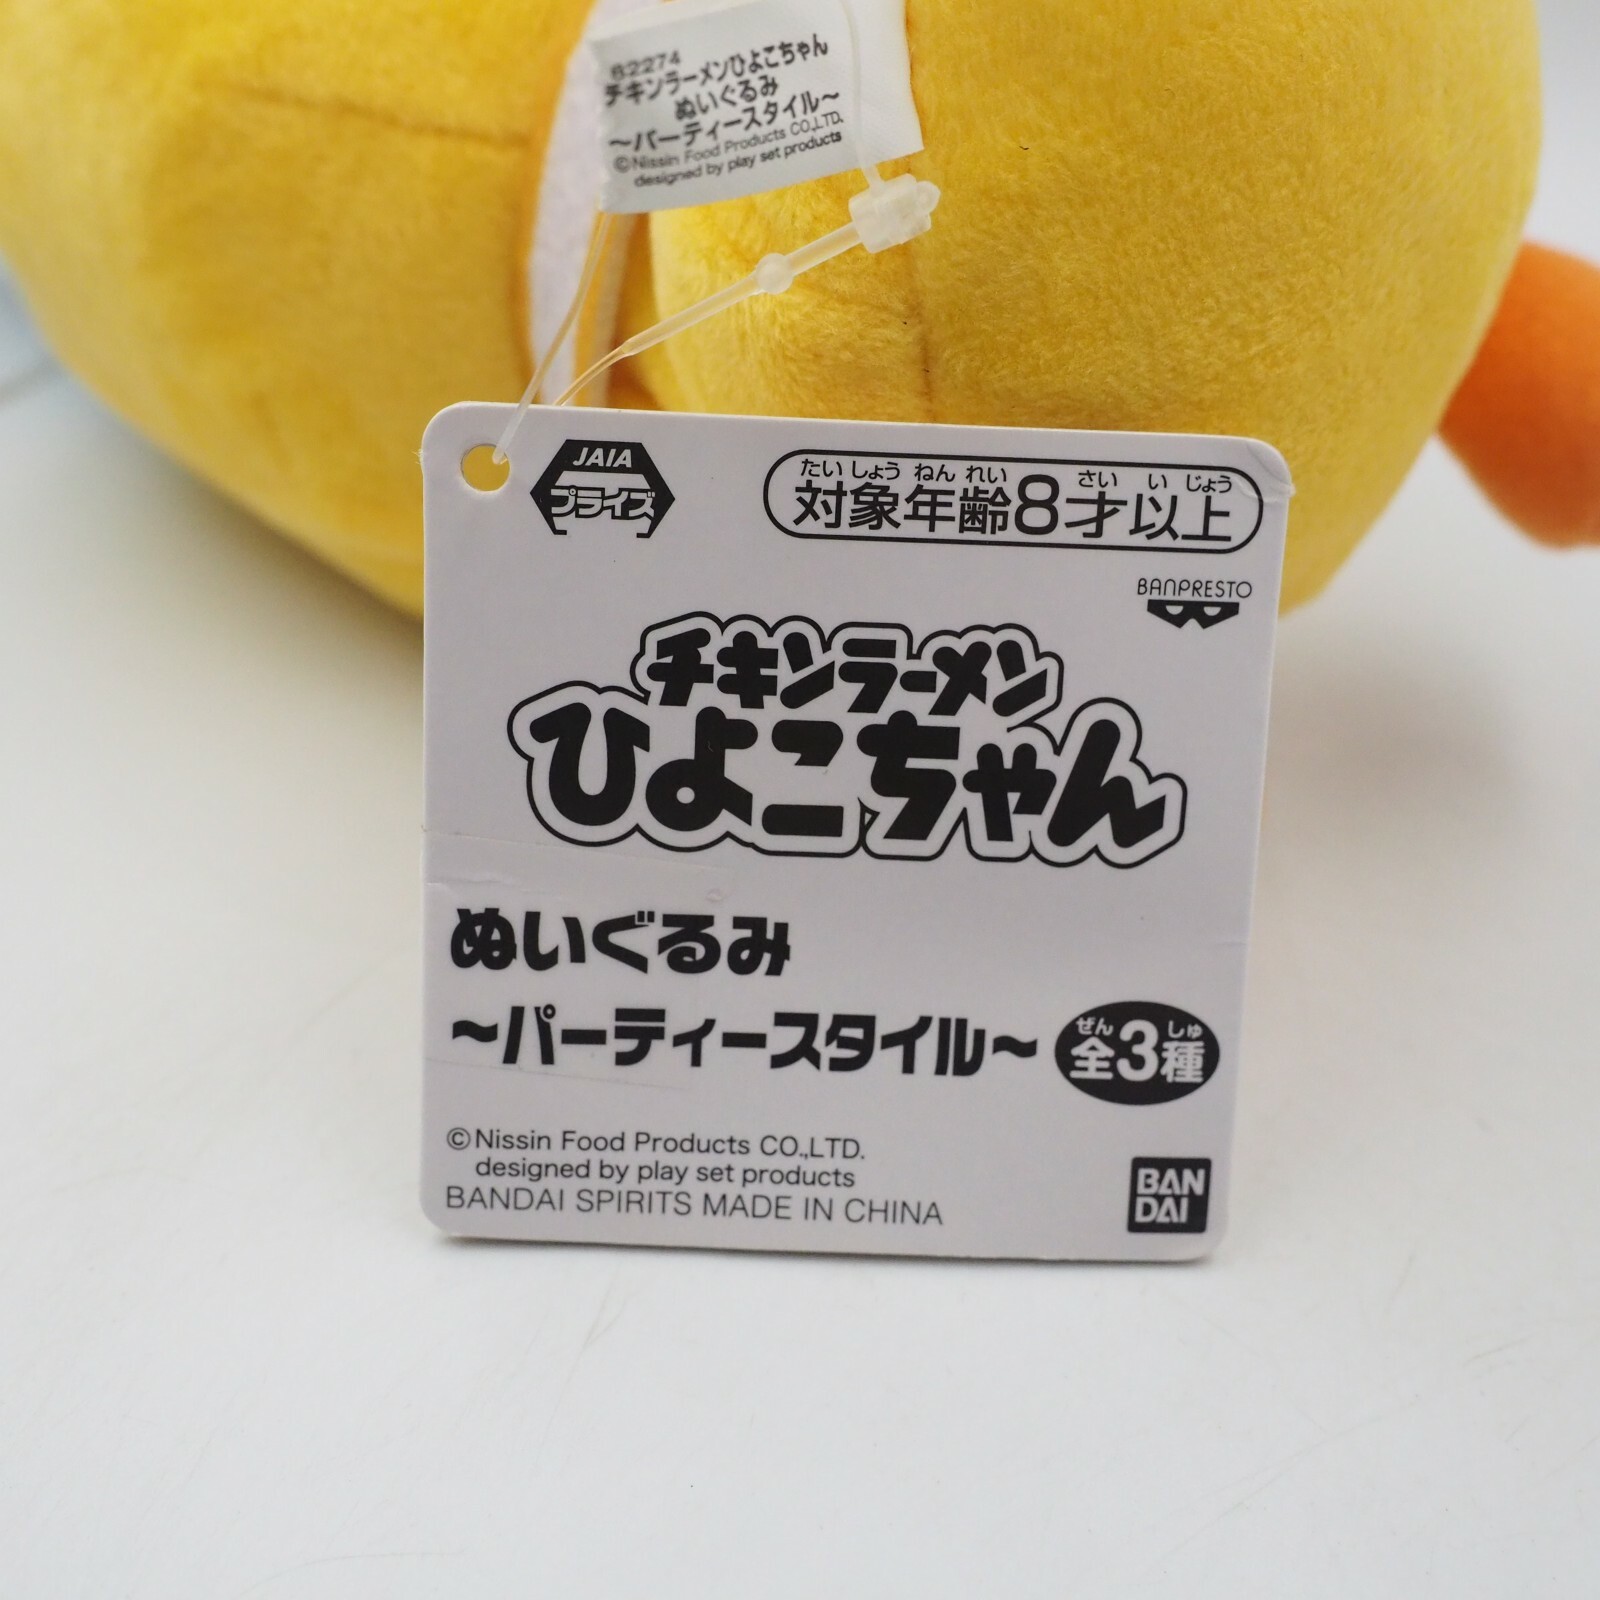 82274
チキンラーメンひよこちゃん
ぬいぐるみ
～パーティースタイル～
©Nissin Food Products CO.,LTD.
designed by play set products
JAIA
プライズ
たいしょうねんれい さいいじょう
対象年齢8才以上
BANPRESTO
チキンラーメン
ひよこちゃん
ぬいぐるみ
～パーティースタイル～
ぜん しゅ
全3種
©Nissin Food Products CO.,LTD.
designed by play set products
BANDAI SPIRITS MADE IN CHINA
BAN
DAI